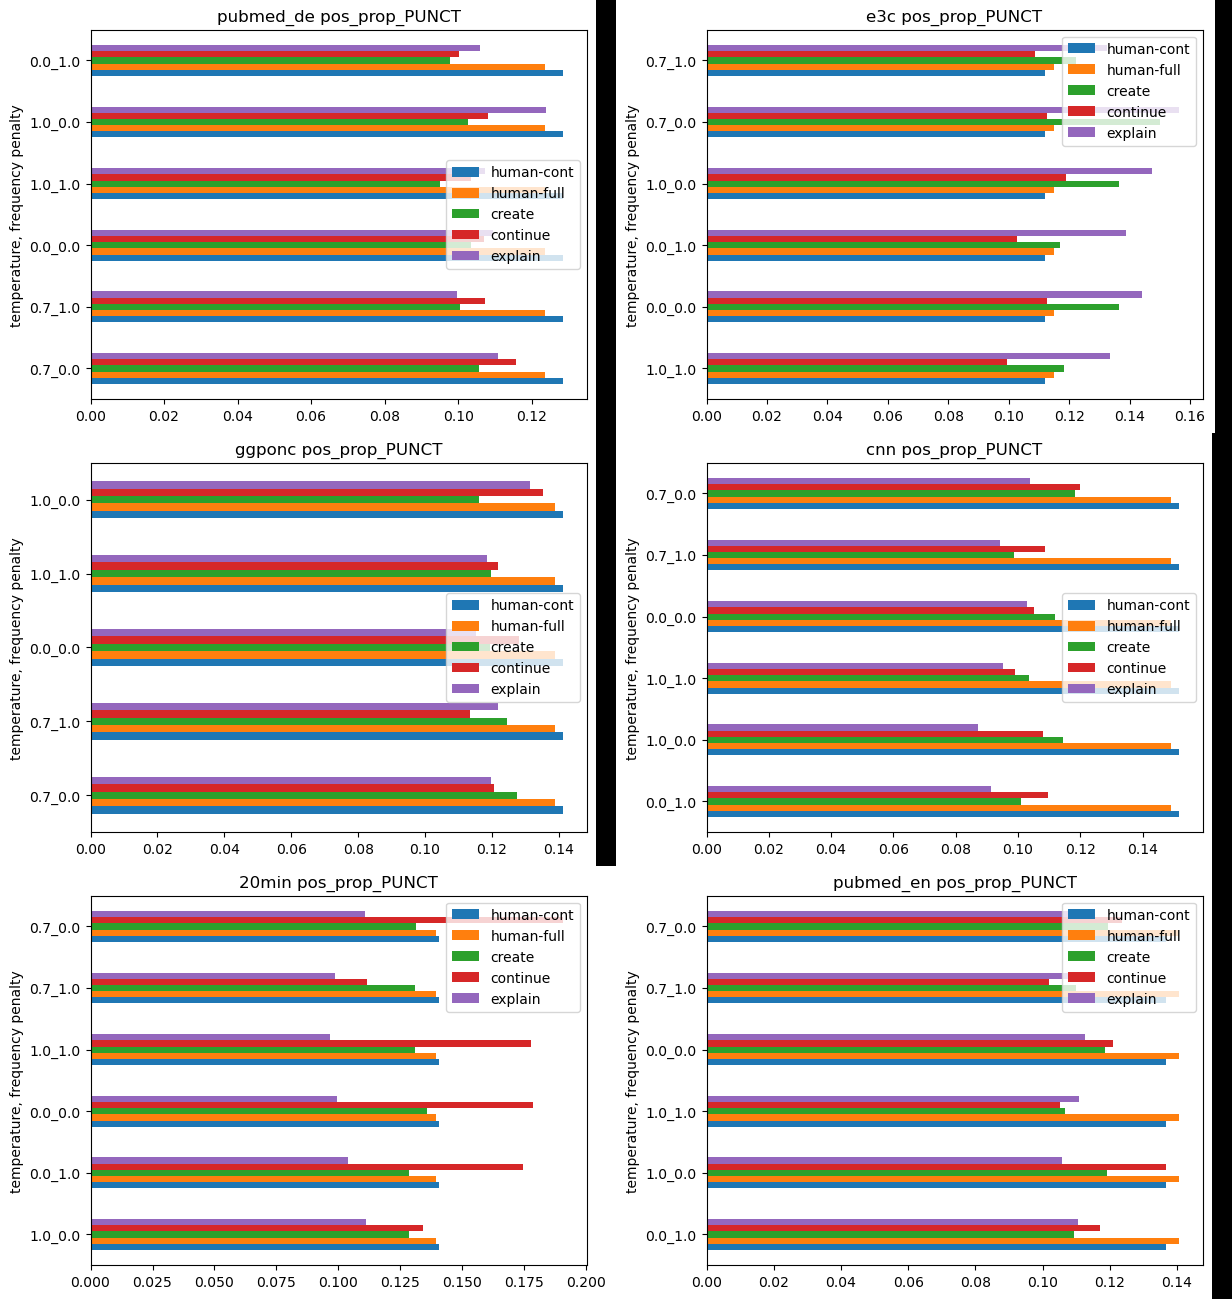 pubmed_de pos_prop_PUNCT
temperature, frequency penalty
0.0_1.0
1.0_0.0
1.0_1.0
0.0_0.0
0.7_1.0
0.7_0.0
human-cont
human-full
create
continue
explain
0.00 0.02 0.04 0.06 0.08 0.10 0.12
e3c pos_prop_PUNCT
temperature, frequency penalty
0.7_1.0
0.7_0.0
1.0_0.0
0.0_1.0
0.0_0.0
1.0_1.0
human-cont
human-full
create
continue
explain
0.00 0.02 0.04 0.06 0.08 0.10 0.12 0.14 0.16
ggponc pos_prop_PUNCT
temperature, frequency penalty
1.0_0.0
1.0_1.0
0.0_0.0
0.7_1.0
0.7_0.0
human-cont
human-full
create
continue
explain
0.00 0.02 0.04 0.06 0.08 0.10 0.12 0.14
cnn pos_prop_PUNCT
temperature, frequency penalty
0.7_0.0
0.7_1.0
0.0_0.0
1.0_1.0
1.0_0.0
0.0_1.0
human-cont
human-full
create
continue
explain
0.00 0.02 0.04 0.06 0.08 0.10 0.12 0.14
20min pos_prop_PUNCT
temperature, frequency penalty
0.7_0.0
0.7_1.0
1.0_1.0
0.0_0.0
0.0_1.0
1.0_0.0
human-cont
human-full
create
continue
explain
0.000 0.025 0.050 0.075 0.100 0.125 0.150 0.175 0.200
pubmed_en pos_prop_PUNCT
temperature, frequency penalty
0.7_0.0
0.7_1.0
0.0_0.0
1.0_1.0
1.0_0.0
0.0_1.0
human-cont
human-full
create
continue
explain
0.00 0.02 0.04 0.06 0.08 0.10 0.12 0.14